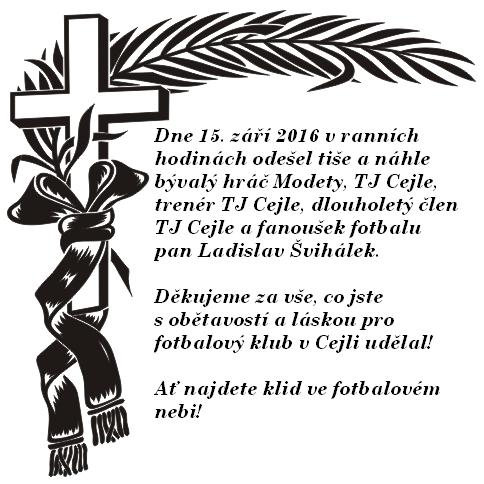 Dne 15. září 2016 v ranních
hodinách odešel tiše a náhle
bývalý hráč Modety, TJ Cejle,
trenér TJ Cejle, dlouholetý člen
TJ Cejle a fanoušek fotbalu
pan Ladislav Švihálek.
Děkujeme za vše, co jste
s obětavostí a láskou pro
fotbalový klub v Cejli udělal!
Ať najdete klid ve fotbalovém
nebi!